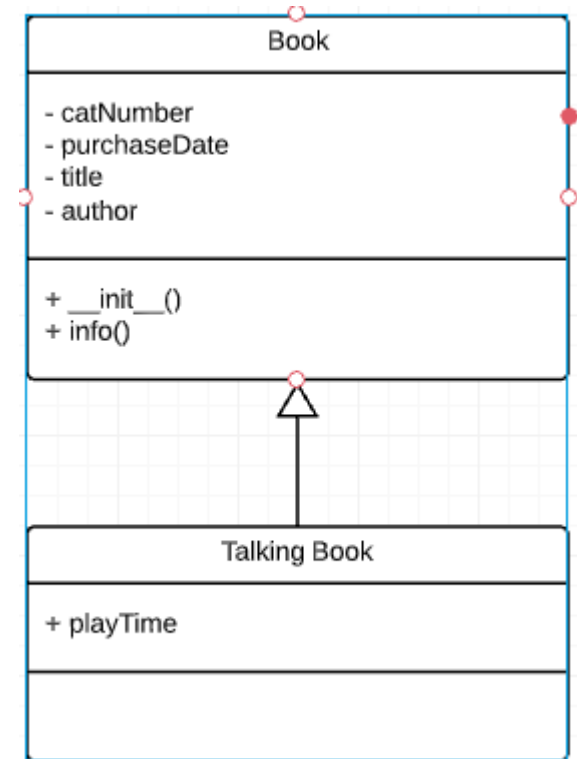 Book
- catNumber
- purchaseDate
- title
- author
+ __init__()
+ info()
Talking Book
+ playTime